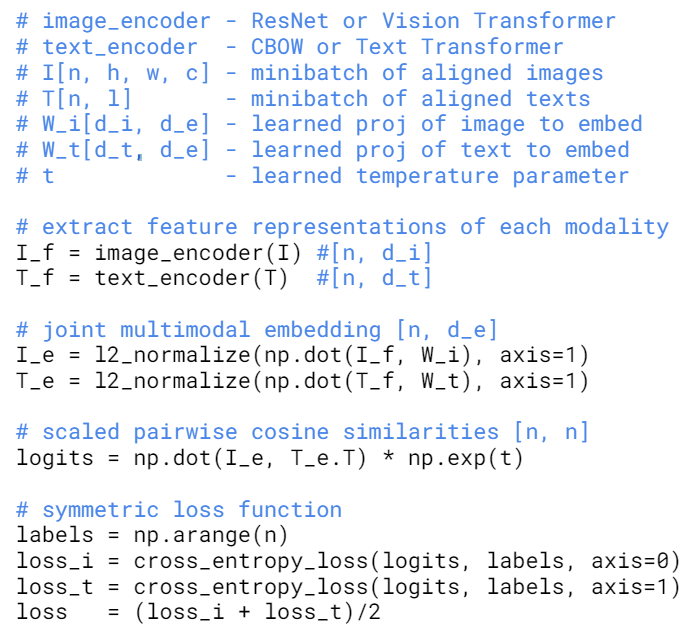 # image_encoder - ResNet or Vision Transformer
# text_encoder  - CBOW or Text Transformer
# I[n, h, w, c] - minibatch of aligned images
# T[n, l]       - minibatch of aligned texts
# W_i[d_i, d_e] - learned proj of image to embed
# W_t[d_t, d_e] - learned proj of text to embed
# t             - learned temperature parameter

# extract feature representations of each modality
I_f = image_encoder(I) #[n, d_i]
T_f = text_encoder(T)  #[n, d_t]

# joint multimodal embedding [n, d_e]
I_e = l2_normalize(np.dot(I_f, W_i), axis=1)
T_e = l2_normalize(np.dot(T_f, W_t), axis=1)

# scaled pairwise cosine similarities [n, n]
logits = np.dot(I_e, T_e.T) * np.exp(t)

# symmetric loss function
labels = np.arange(n)
loss_i = cross_entropy_loss(logits, labels, axis=0)
loss_t = cross_entropy_loss(logits, labels, axis=1)
loss   = (loss_i + loss_t)/2